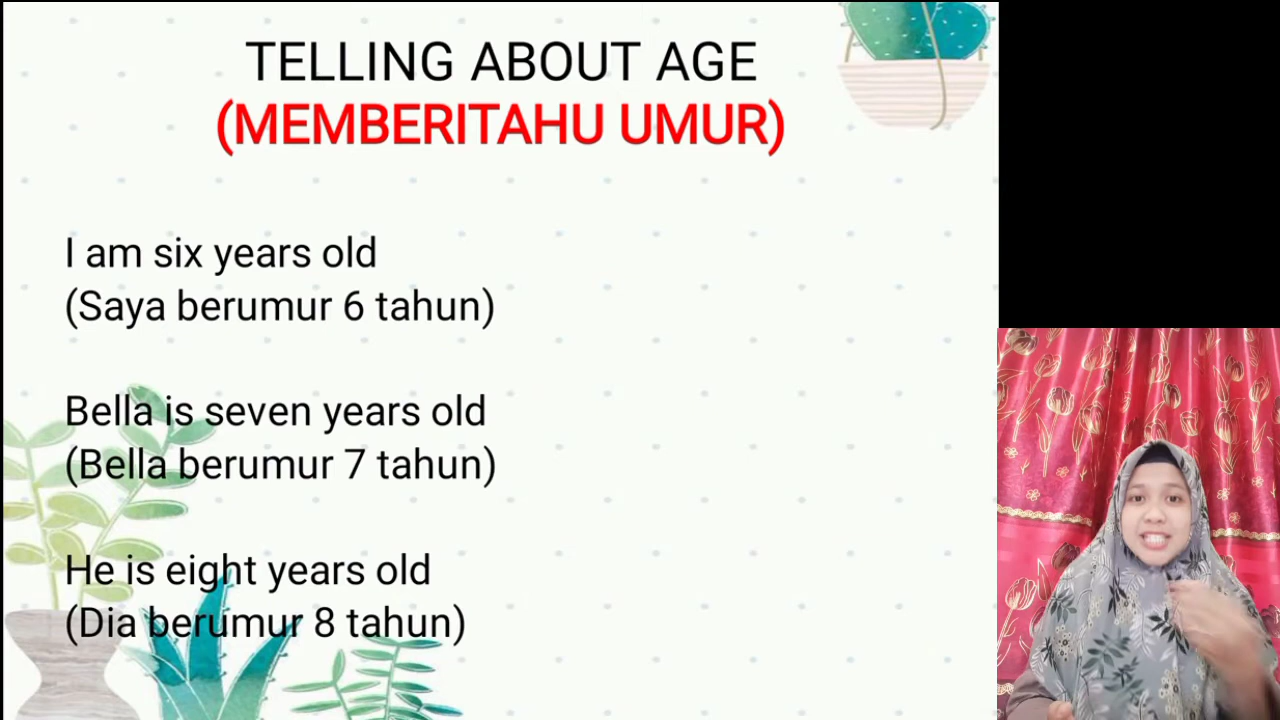 TELLING ABOUT AGE
(MEMBERITAHU UMUR)
I am six years old
(Saya berumur 6 tahun)
Bella is seven years old
(Bella berumur 7 tahun)
He is eight years old
(Dia berumur 8 tahun)